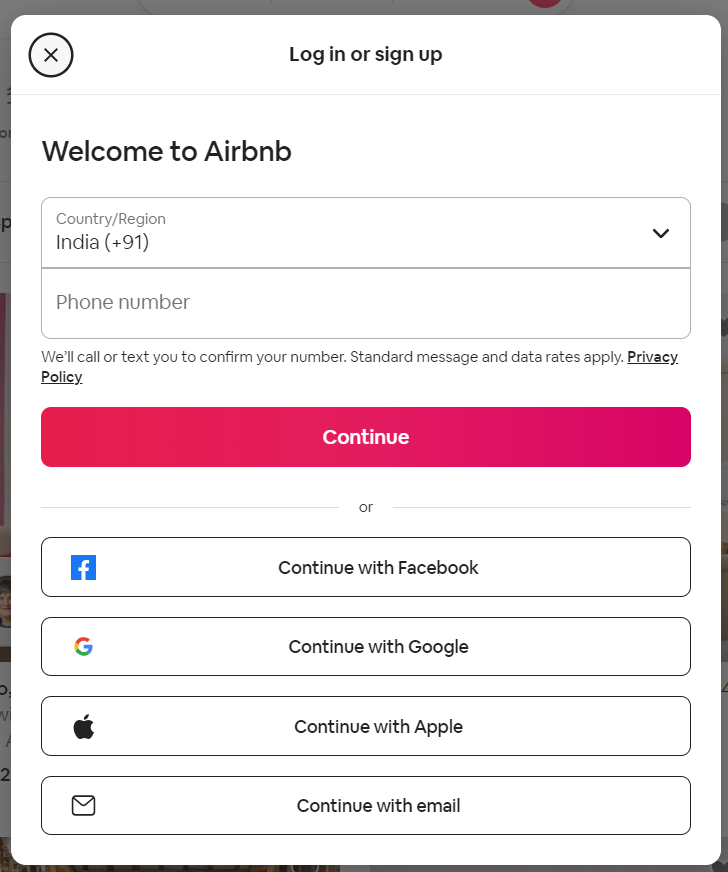 Log in or sign up
Welcome to Airbnb
Country/Region
India (+91)
Phone number
We'll call or text you to confirm your number. Standard message and data rates apply. Privacy
Policy
Continue
or
Continue with Facebook
Continue with Google
Continue with Apple
Continue with email